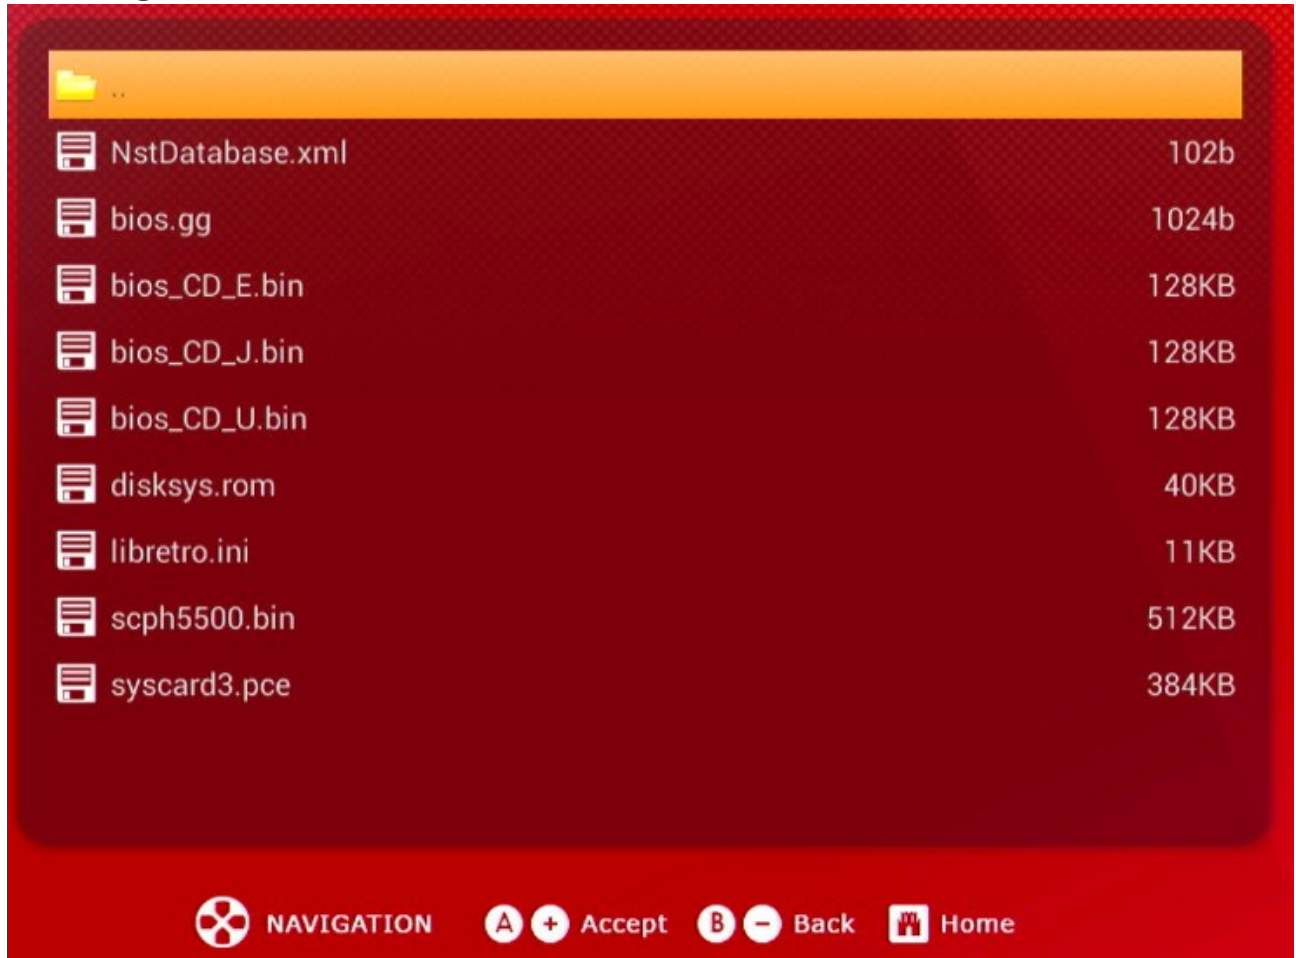 ..
NstDatabase.xml 102b
bios.gg 1024b
bios_CD_E.bin 128KB
bios_CD_J.bin 128KB
bios_CD_U.bin 128KB
disksys.rom 40KB
libretro.ini 11KB
scph5500.bin 512KB
syscard3.pce 384KB
NAVIGATION A + Accept B − Back Home